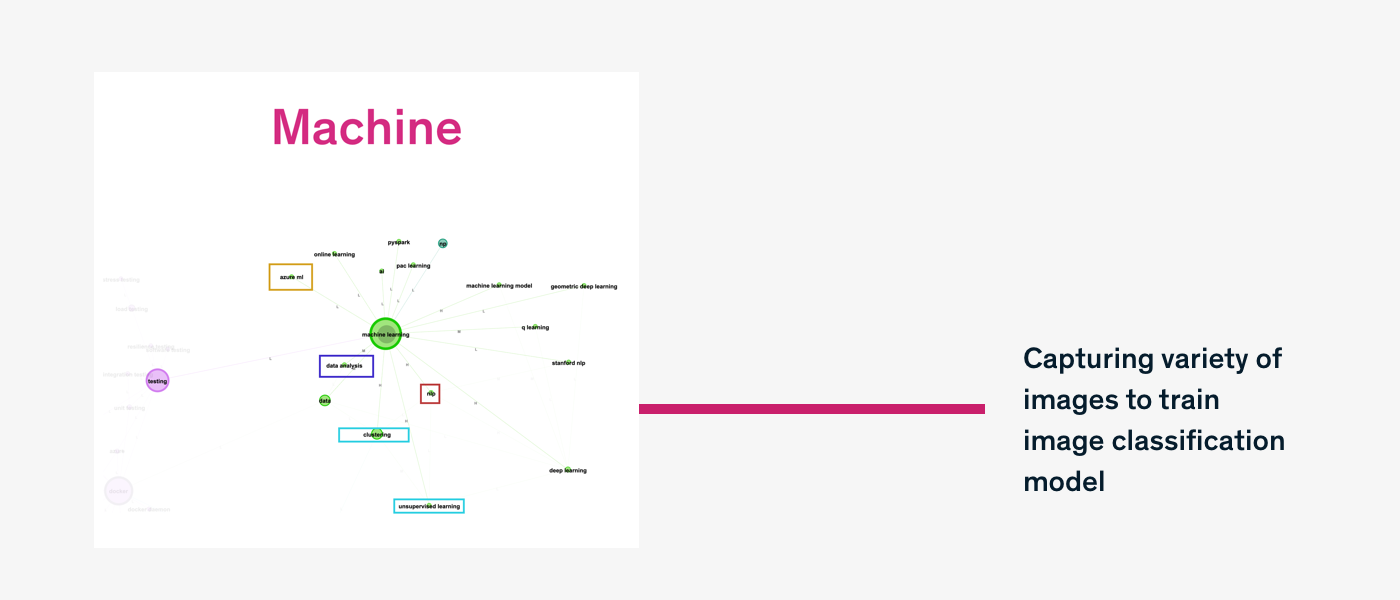 Machine
pyspark
np
online learning
ai
pac learning
azure ml
machine learning model
geometric deep learning
q learning
machine learning
data analysis
stanford nlp
testing
nlp
data
clustering
deep learning
unsupervised learning
Capturing variety of
images to train
image classification
model